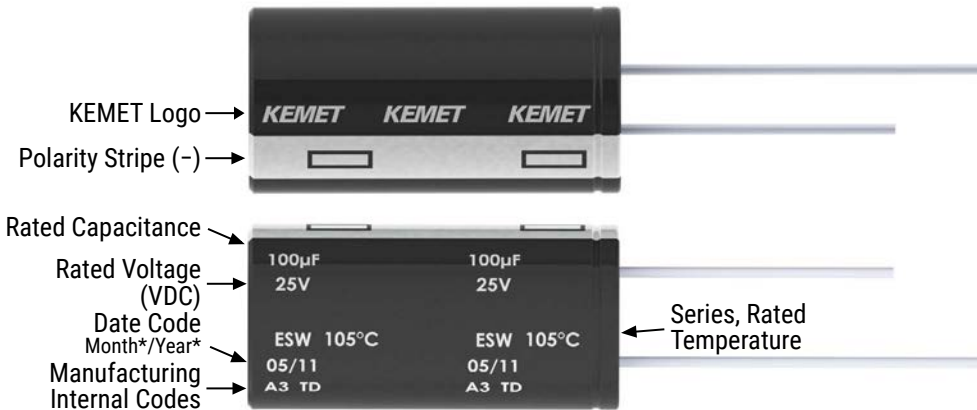 KEMET Logo
KEMET KEMET KEMET
Polarity Stripe (−)
Rated Capacitance
100µF 100µF
Rated Voltage
(VDC)
25V 25V
Date Code
Month*/Year*
ESW 105°C ESW 105°C
Series, Rated
Temperature
05/11 05/11
Manufacturing
Internal Codes
A3 TD A3 TD